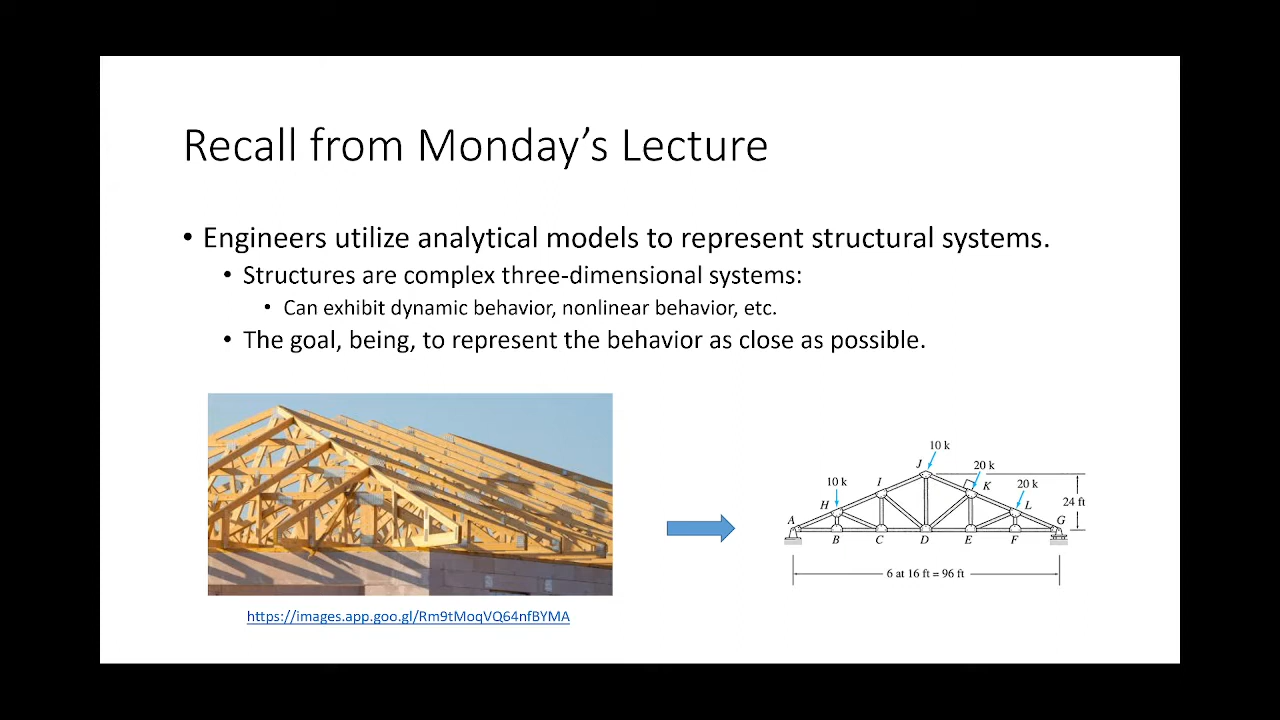 Recall from Monday's Lecture
• Engineers utilize analytical models to represent structural systems.
• Structures are complex three-dimensional systems:
• Can exhibit dynamic behavior, nonlinear behavior, etc.
• The goal, being, to represent the behavior as close as possible.
10 k
J
20 k
10 k
I
K
20 k
H
L
24 ft
A
G
B
C
D
E
F
6 at 16 ft = 96 ft
https://images.app.goo.gl/Rm9tMoqVQ64nfBYMA